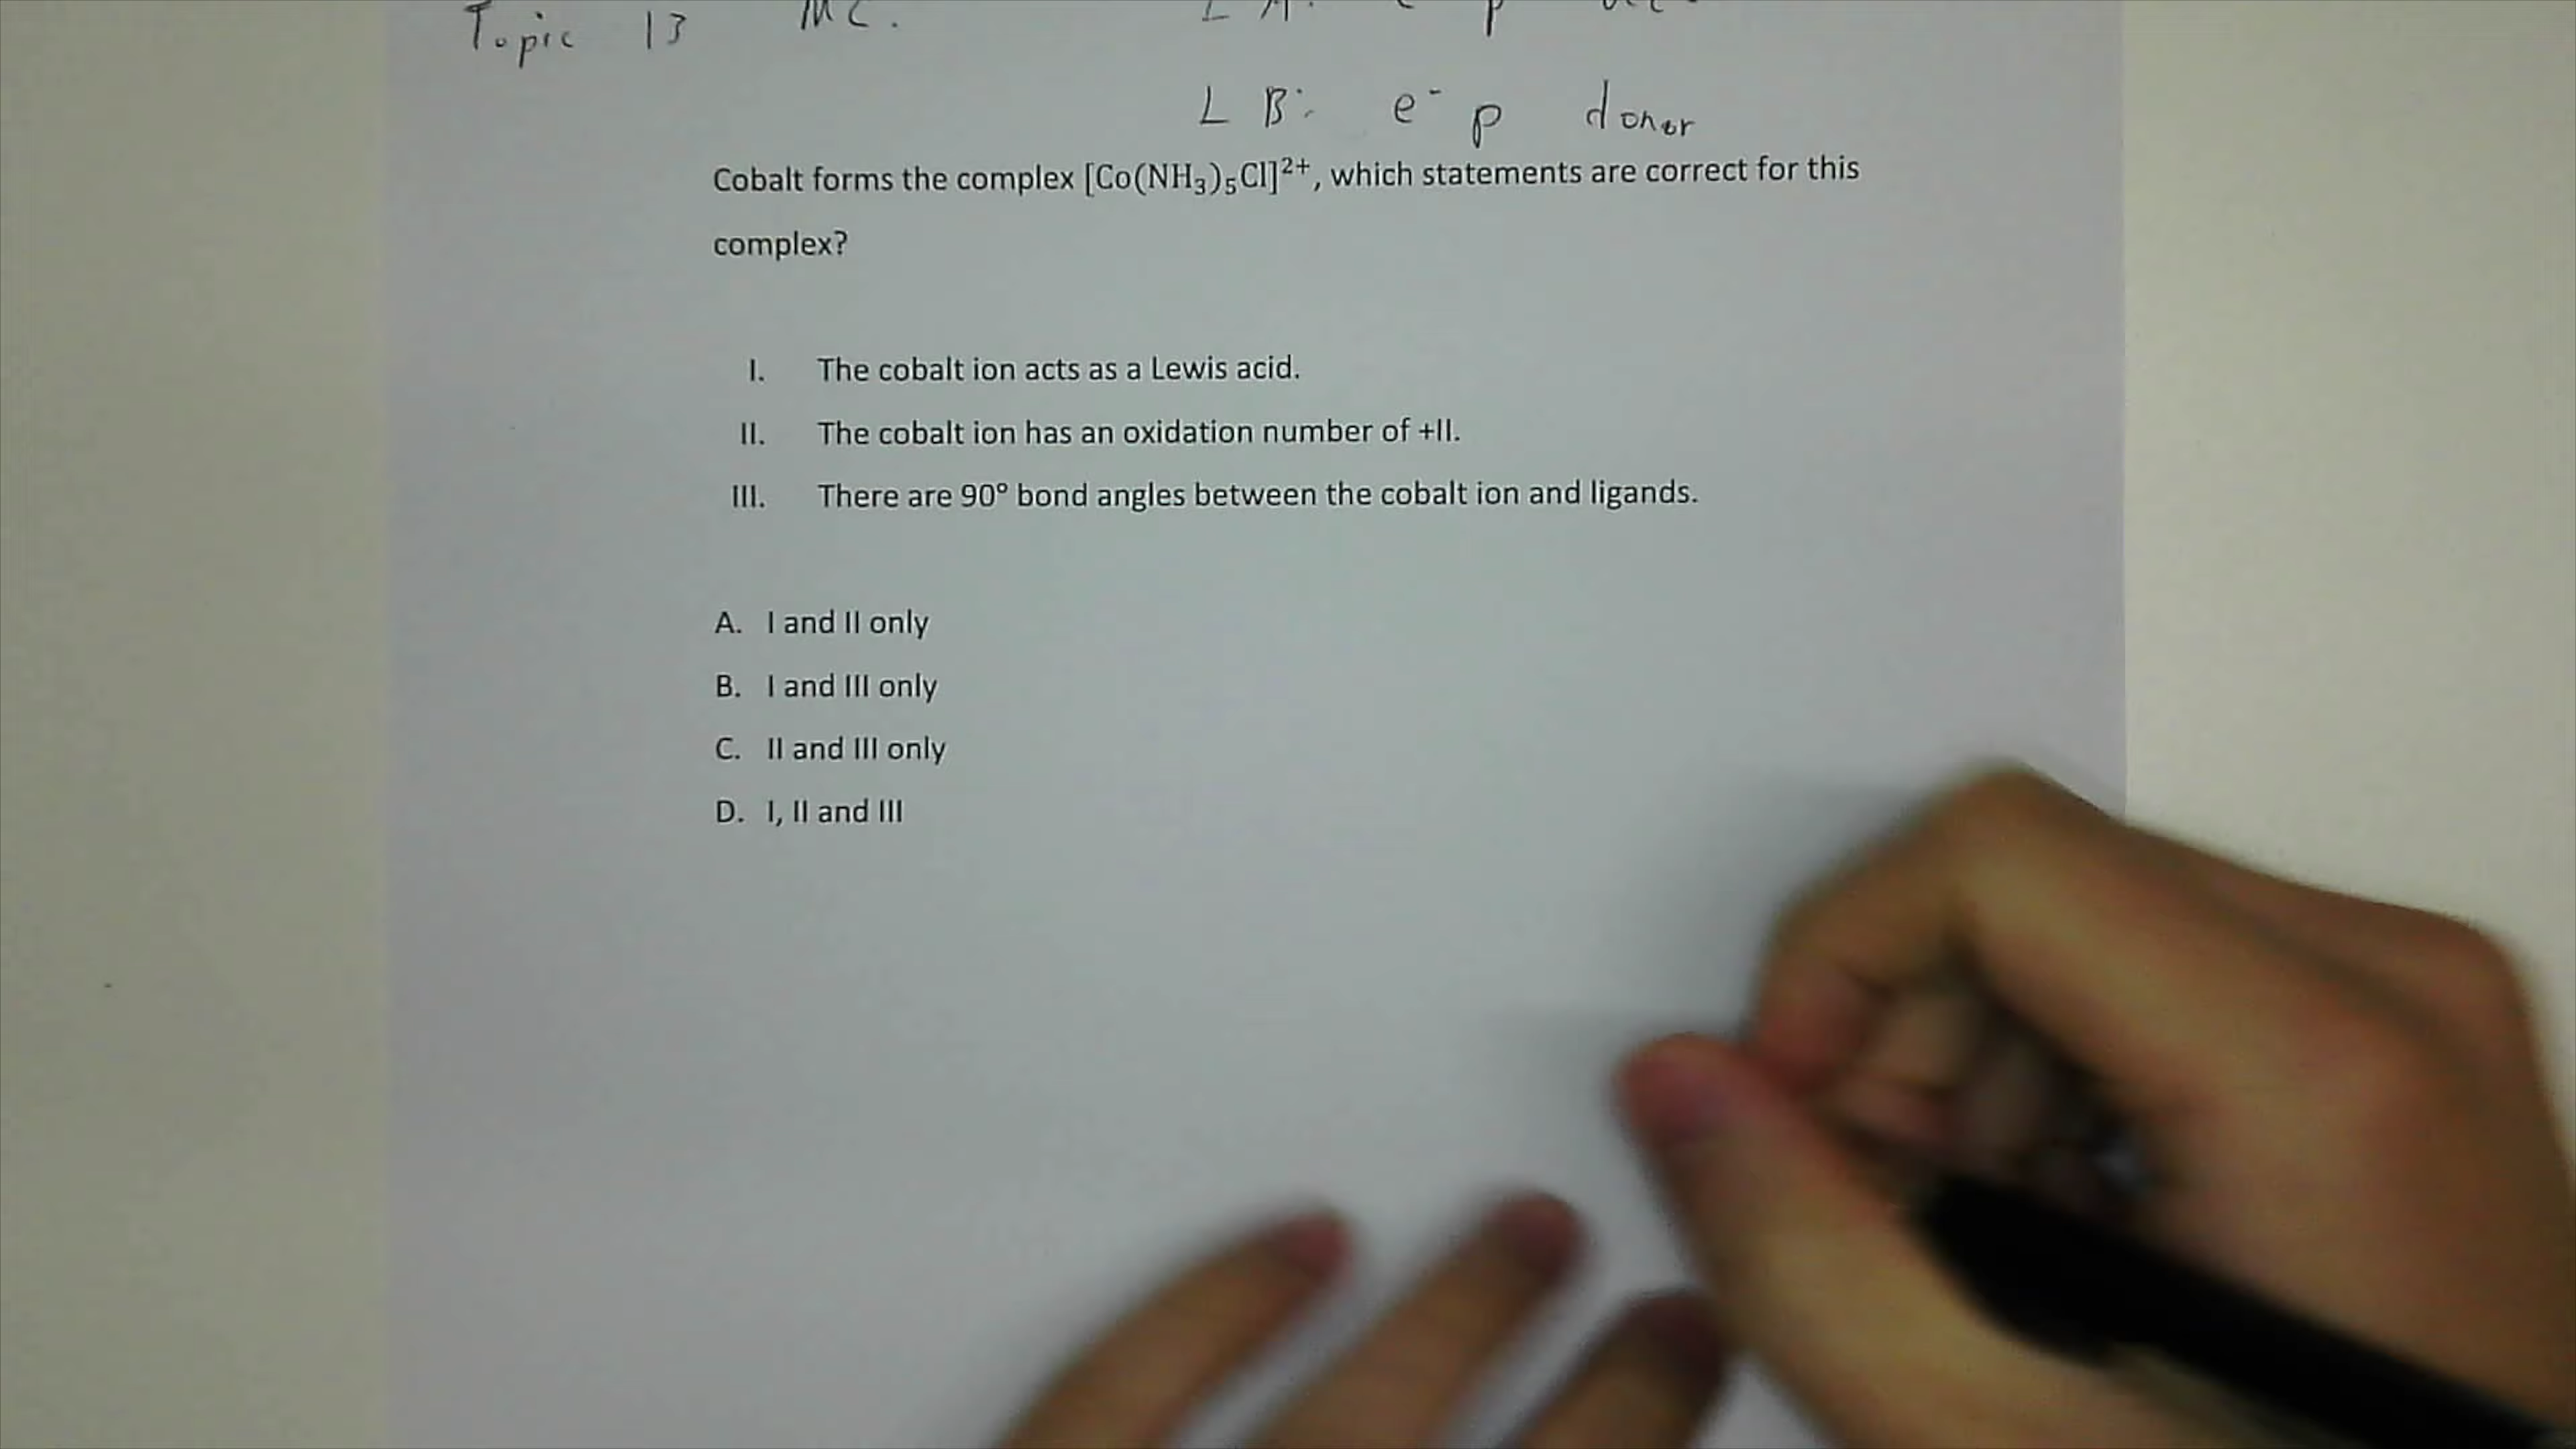 Topic 13 MC.
LB: e⁻ p donor
Cobalt forms the complex [Co(NH₃)₅Cl]²⁺, which statements are correct for this
complex?
I. The cobalt ion acts as a Lewis acid.
II. The cobalt ion has an oxidation number of +II.
III. There are 90° bond angles between the cobalt ion and ligands.
A. I and II only
B. I and III only
C. II and III only
D. I, II and III